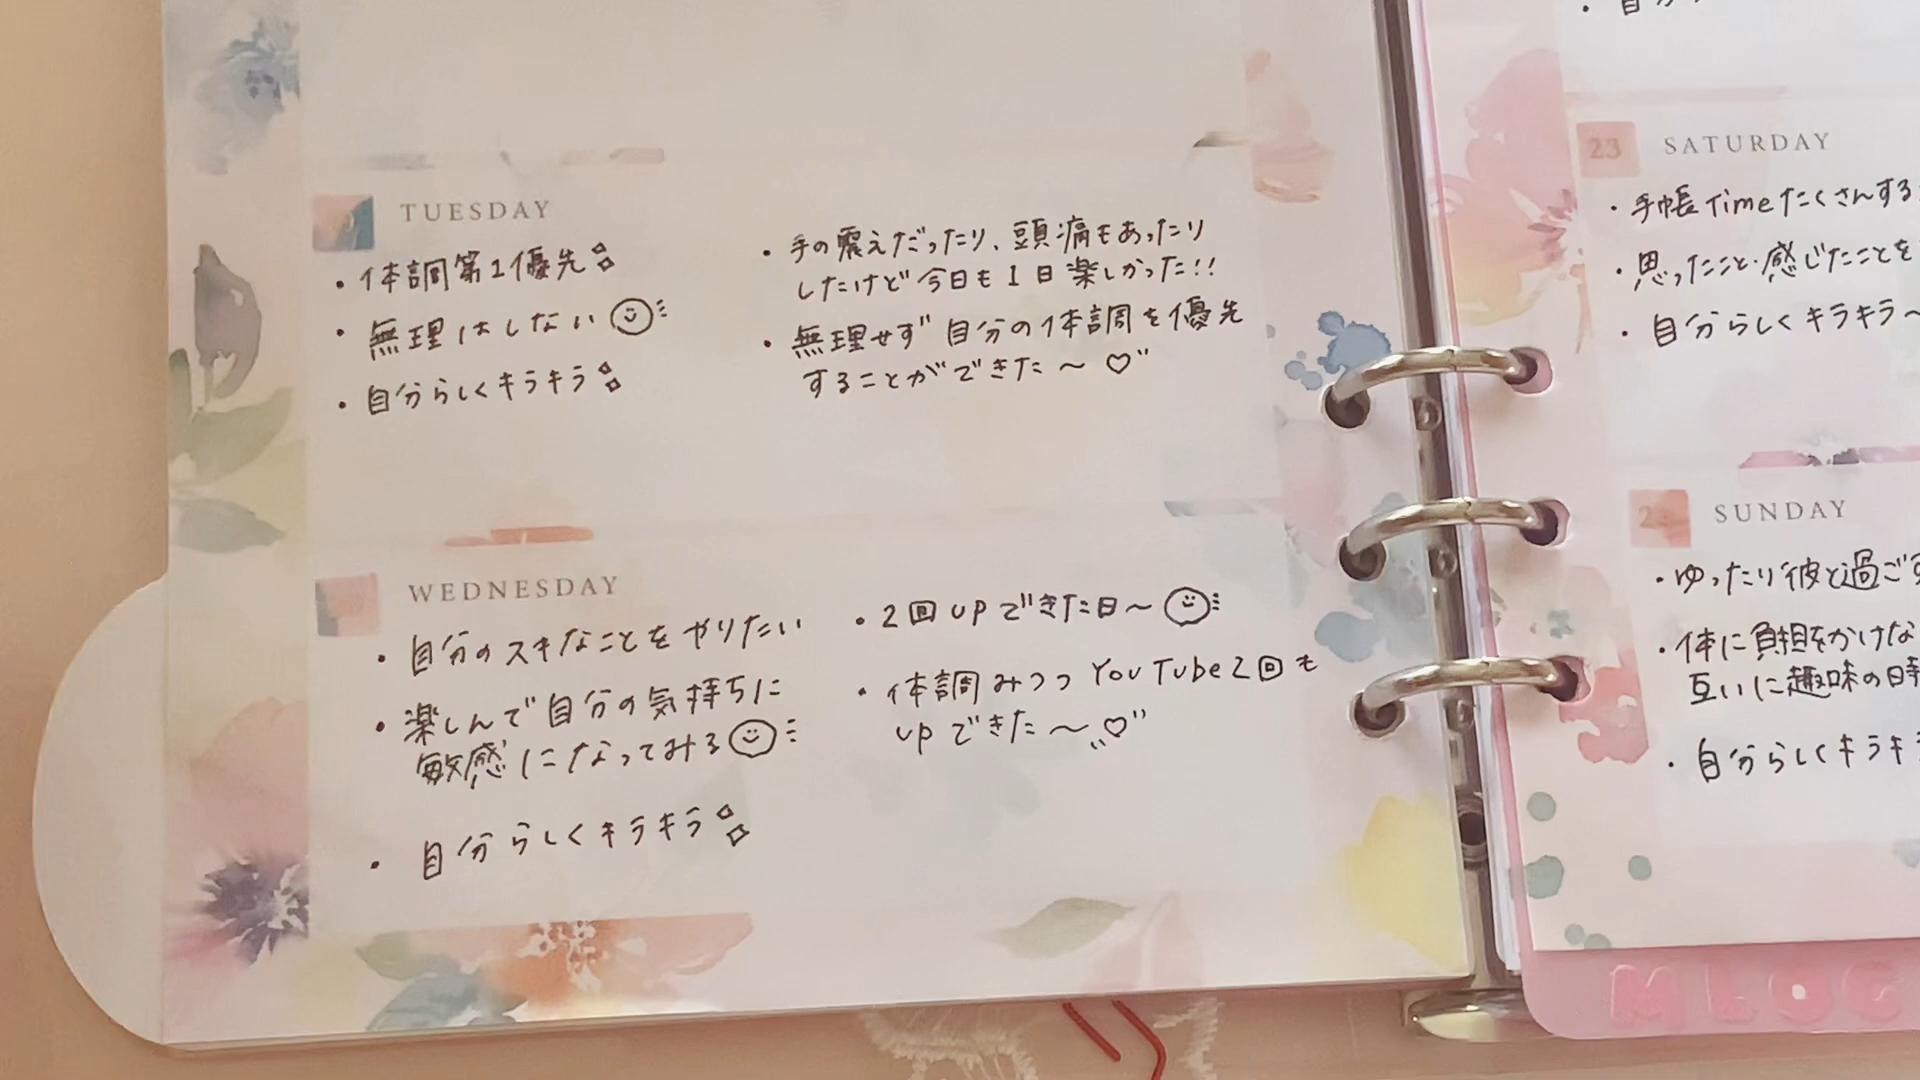 TUESDAY
・体調第1優先
・無理はしない
・自分らしくキラキラ
・手の震えだったり、頭痛もあったり
したけど今日も1日楽しかった!!
・無理せず自分の体調を優先
することができた〜♡
WEDNESDAY
・自分のスキなことをやりたい
・楽しんで自分の気持ちに
敏感になってみる
・自分らしくキラキラ
・2回upできた日〜
・体調みつつYouTube2回も
upできた〜♡
23 SATURDAY
・手帳Timeたくさんする
・思ったこと・感じたことを
・自分らしくキラキラ〜
SUNDAY
・ゆったり彼と過ごす
・体に負担をかけな
互いに趣味の時
・自分らしくキラキ
MLOG